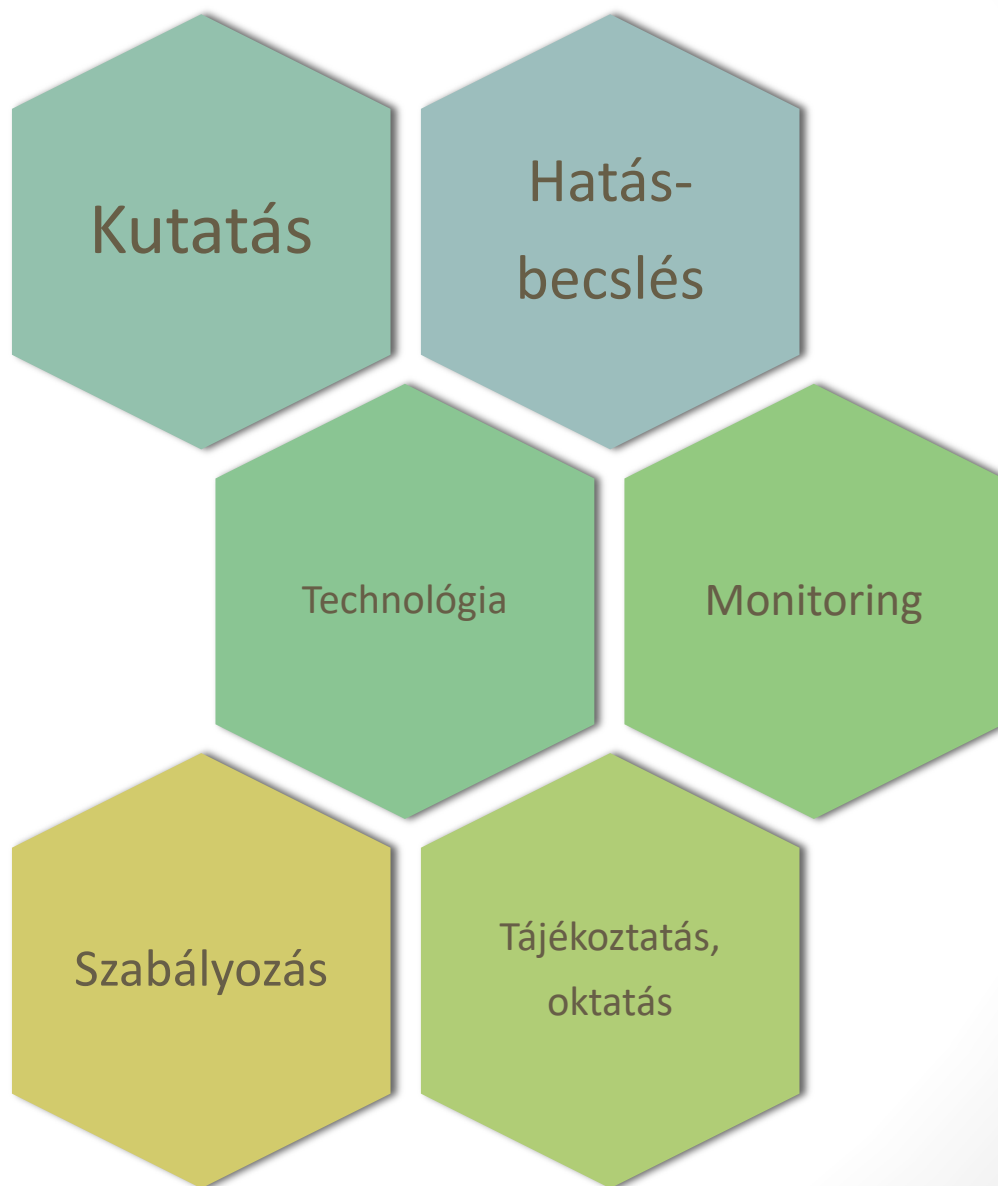 Kutatás
Hatás-
becslés
Technológia
Monitoring
Szabályozás
Tájékoztatás,
oktatás